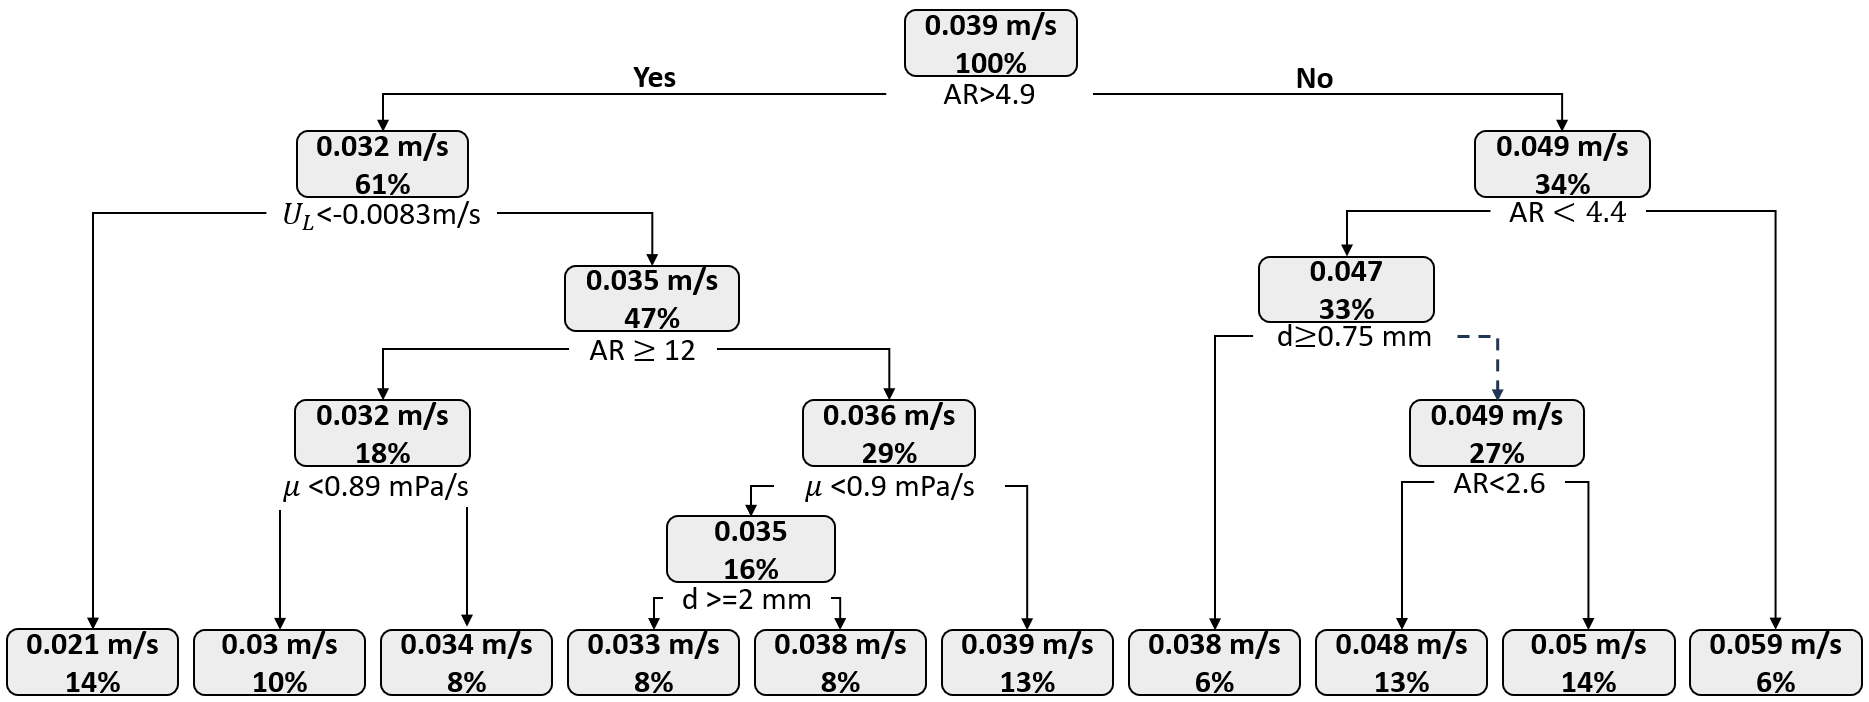 0.039 m/s
100%
Yes
AR>4.9
No
0.032 m/s
61%
0.049 m/s
34%
U_L<-0.0083m/s
AR < 4.4
0.035 m/s
47%
0.047
33%
AR ≥ 12
d≥0.75 mm
0.032 m/s
18%
0.036 m/s
29%
0.049 m/s
27%
μ <0.89 mPa/s
μ <0.9 mPa/s
AR<2.6
0.035
16%
d >=2 mm
0.021 m/s
14%
0.03 m/s
10%
0.034 m/s
8%
0.033 m/s
8%
0.038 m/s
8%
0.039 m/s
13%
0.038 m/s
6%
0.048 m/s
13%
0.05 m/s
14%
0.059 m/s
6%